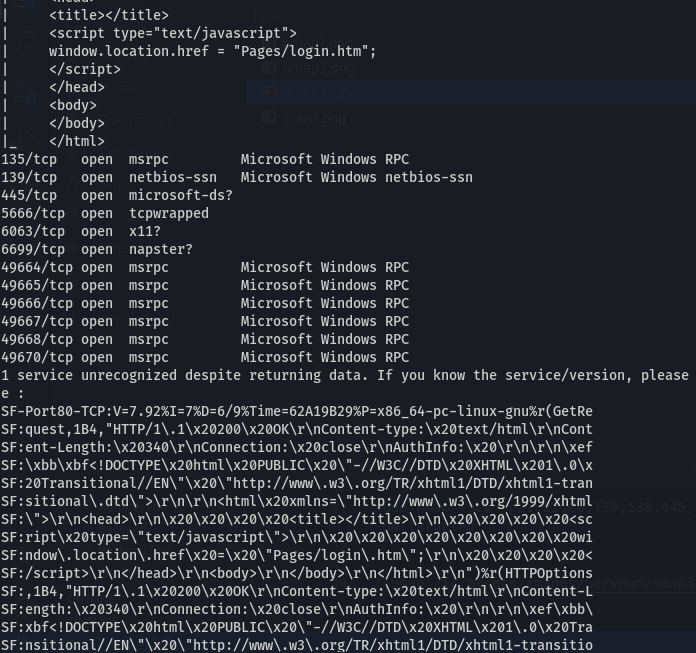 |     <head>
|     <title></title>
|     <script type="text/javascript">
|     window.location.href = "Pages/login.htm";
|     </script>
|     </head>
|     <body>
|     </body>
|_    </html>
135/tcp   open  msrpc         Microsoft Windows RPC
139/tcp   open  netbios-ssn   Microsoft Windows netbios-ssn
445/tcp   open  microsoft-ds?
5666/tcp  open  tcpwrapped
6063/tcp  open  x11?
6699/tcp  open  napster?
49664/tcp open  msrpc         Microsoft Windows RPC
49665/tcp open  msrpc         Microsoft Windows RPC
49666/tcp open  msrpc         Microsoft Windows RPC
49667/tcp open  msrpc         Microsoft Windows RPC
49668/tcp open  msrpc         Microsoft Windows RPC
49670/tcp open  msrpc         Microsoft Windows RPC
1 service unrecognized despite returning data. If you know the service/version, please
e :
SF-Port80-TCP:V=7.92%I=7%D=6/9%Time=62A19B29%P=x86_64-pc-linux-gnu%r(GetRe
SF:quest,1B4,"HTTP/1\.1\x20200\x20OK\r\nContent-type:\x20text/html\r\nCont
SF:ent-Length:\x20340\r\nConnection:\x20close\r\nAuthInfo:\x20\r\n\r\n\xef
SF:\xbb\xbf<!DOCTYPE\x20html\x20PUBLIC\x20\"-//W3C//DTD\x20XHTML\x201\.0\x
SF:20Transitional//EN\"\x20\"http://www\.w3\.org/TR/xhtml1/DTD/xhtml1-tran
SF:sitional\.dtd\">\r\n\r\n<html\x20xmlns=\"http://www\.w3\.org/1999/xhtml
SF:\">\r\n<head>\r\n\x20\x20\x20\x20<title></title>\r\n\x20\x20\x20\x20<sc
SF:ript\x20type=\"text/javascript\">\r\n\x20\x20\x20\x20\x20\x20\x20\x20wi
SF:ndow\.location\.href\x20=\x20\"Pages/login\.htm\";\r\n\x20\x20\x20\x20<
SF:/script>\r\n</head>\r\n<body>\r\n</body>\r\n</html>\r\n")%r(HTTPOptions
SF:,1B4,"HTTP/1\.1\x20200\x20OK\r\nContent-type:\x20text/html\r\nContent-L
SF:ength:\x20340\r\nConnection:\x20close\r\nAuthInfo:\x20\r\n\r\n\xef\xbb\
SF:xbf<!DOCTYPE\x20html\x20PUBLIC\x20\"-//W3C//DTD\x20XHTML\x201\.0\x20Tra
SF:nsitional//EN\"\x20\"http://www\.w3\.org/TR/xhtml1/DTD/xhtml1-transitio
nmap2.png
scan1.png